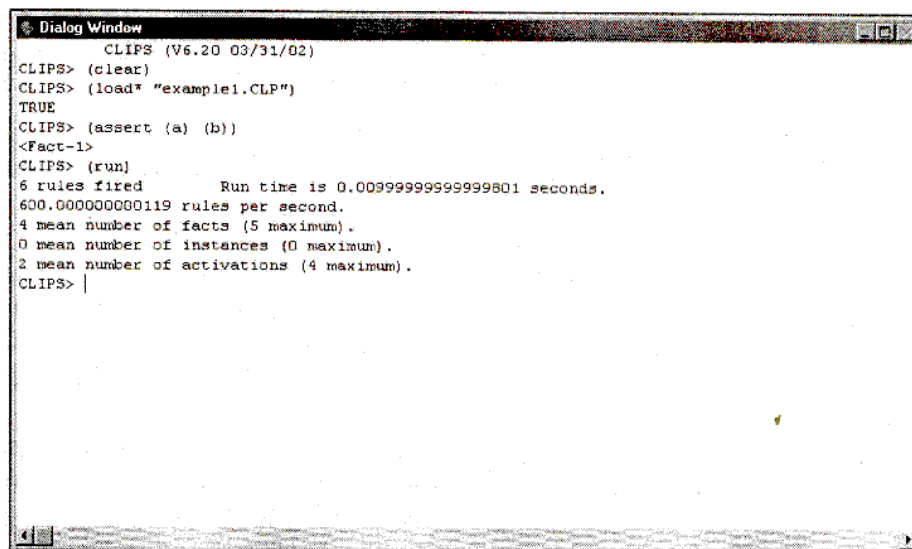 Dialog Window
CLIPS (V6.20 03/31/02)
CLIPS> (clear)
CLIPS> (load* "example1.CLP")
TRUE
CLIPS> (assert (a) (b))
<Fact-1>
CLIPS> (run)
6 rules fired Run time is 0.00999999999999801 seconds.
600.000000000119 rules per second.
4 mean number of facts (5 maximum).
0 mean number of instances (0 maximum).
2 mean number of activations (4 maximum).
CLIPS>